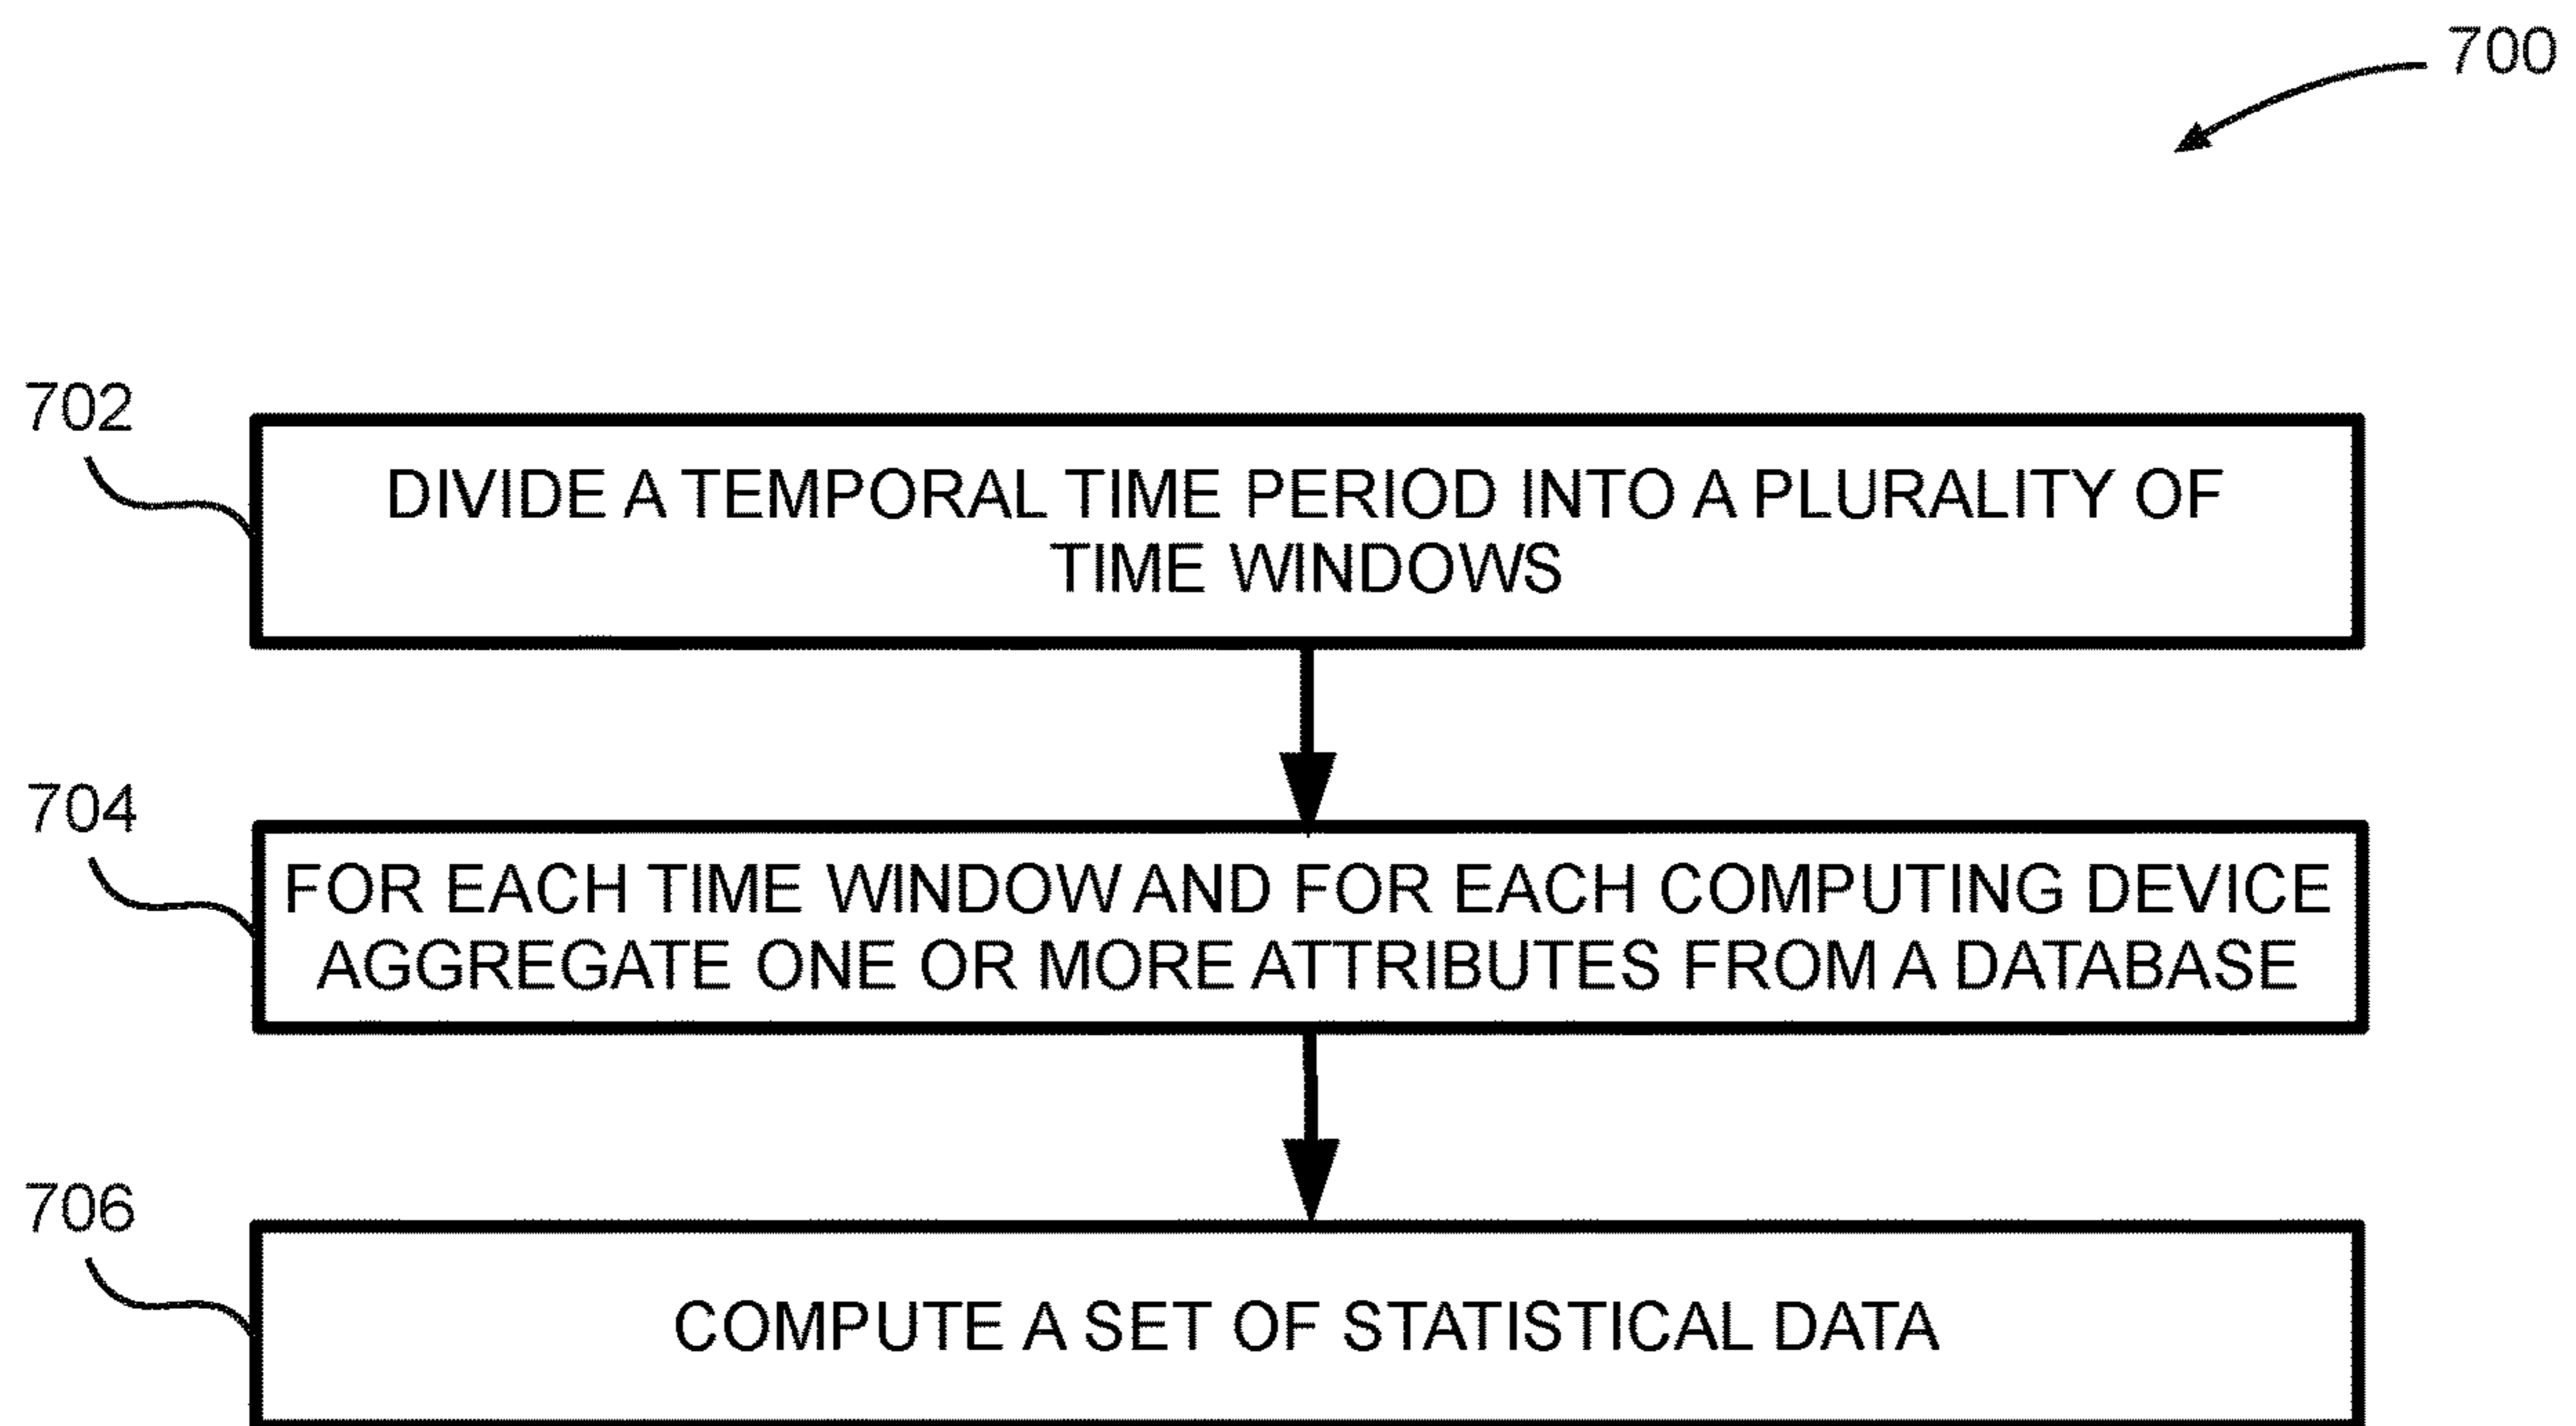 700
702
DIVIDE A TEMPORAL TIME PERIOD INTO A PLURALITY OF
TIME WINDOWS
704
FOR EACH TIME WINDOW AND FOR EACH COMPUTING DEVICE
AGGREGATE ONE OR MORE ATTRIBUTES FROM A DATABASE
706
COMPUTE A SET OF STATISTICAL DATA